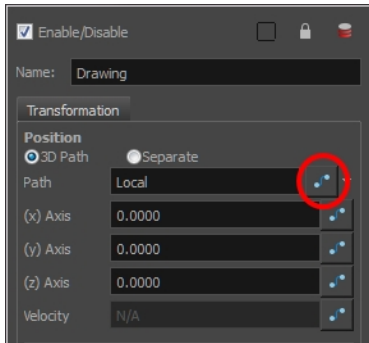 Enable/Disable
Name: Drawing
Transformation
Position
3D Path Separate
Path Local
(x) Axis 0.0000
(y) Axis 0.0000
(z) Axis 0.0000
Velocity N/A